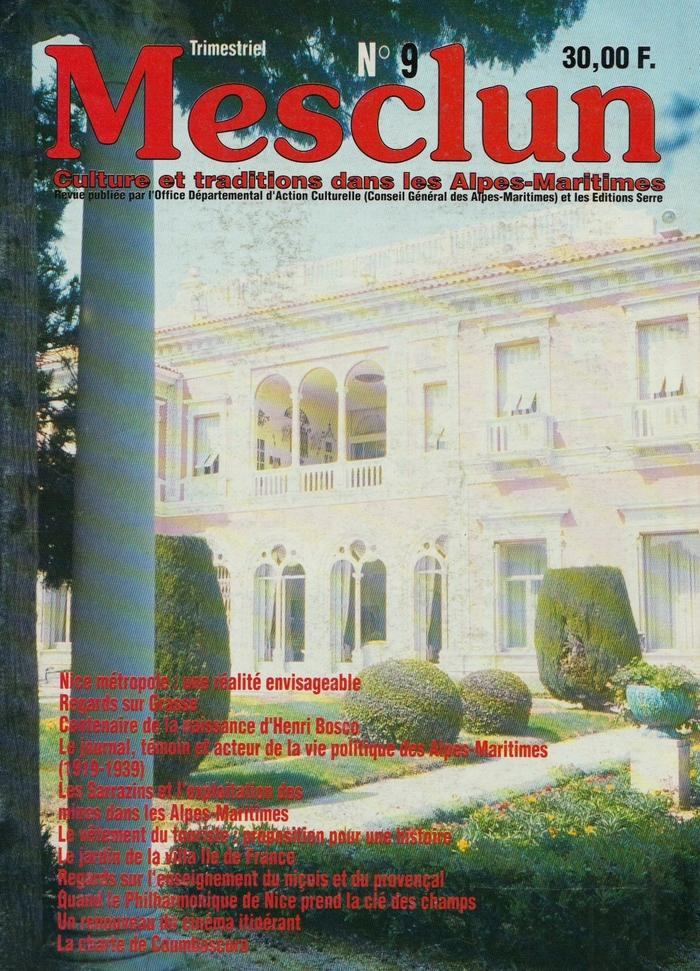 Trimestriel
N° 9
30,00 F.
Mesclun
Culture et traditions dans les Alpes-Maritimes
Revue publiée par l'Office Départemental d'Action Culturelle (Conseil Général des Alpes-Maritimes) et les Editions Serre
Nice métropole : une réalité envisageable
Regards sur Grasse
Centenaire de la naissance d'Henri Bosco
Le journal, témoin et acteur de la vie politique des Alpes-Maritimes
(1919-1939)
Les Sarrazins et l'exploitation des
mines dans les Alpes-Maritimes
Le vêtement du touriste : proposition pour une histoire
Le jardin de la villa Ile de France
Regards sur l'enseignement du niçois et du provençal
Quand le Philharmonique de Nice prend la clé des champs
Un renouveau du cinéma itinérant
La charte de Coumboscuro